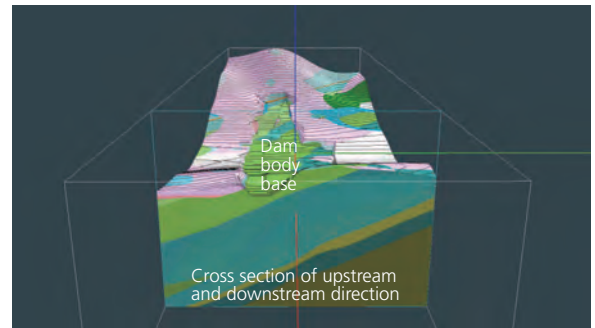 Dam
body
base
Cross section of upstream
and downstream direction